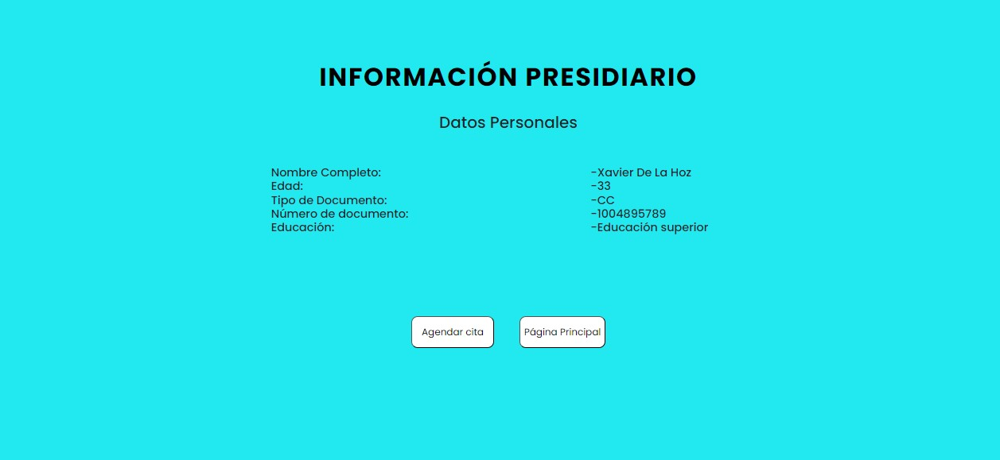 INFORMACIÓN PRESIDIARIO
Datos Personales
Nombre Completo: -Xavier De La Hoz
Edad: -33
Tipo de Documento: -CC
Número de documento: -1004895789
Educación: -Educación superior
Agendar cita Página Principal